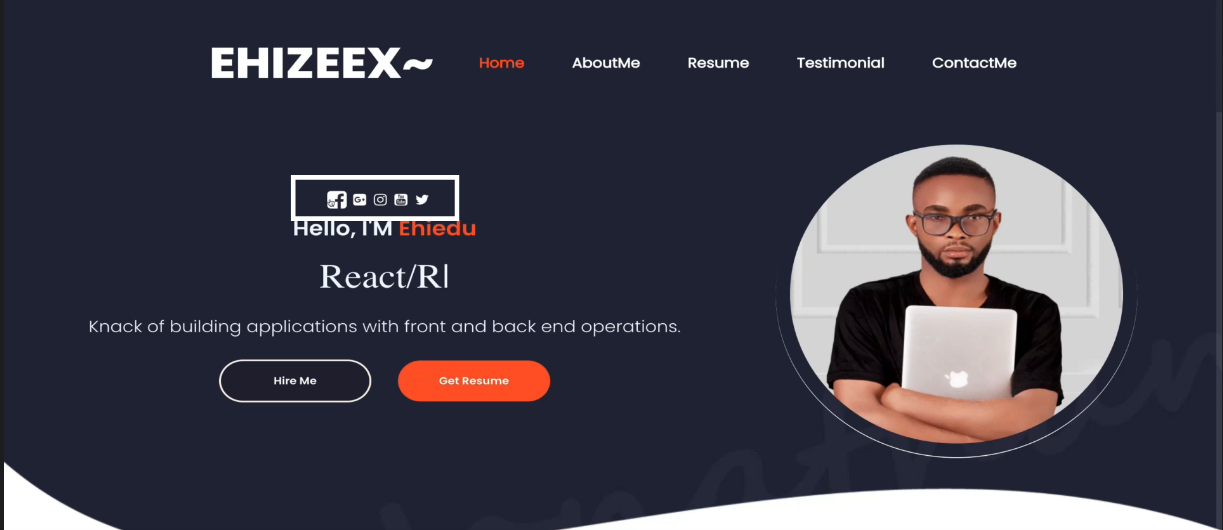 EHIZEEX~
Home AboutMe Resume Testimonial ContactMe
Hello, I'M Ehiedu
React/R|
Knack of building applications with front and back end operations.
Hire Me Get Resume